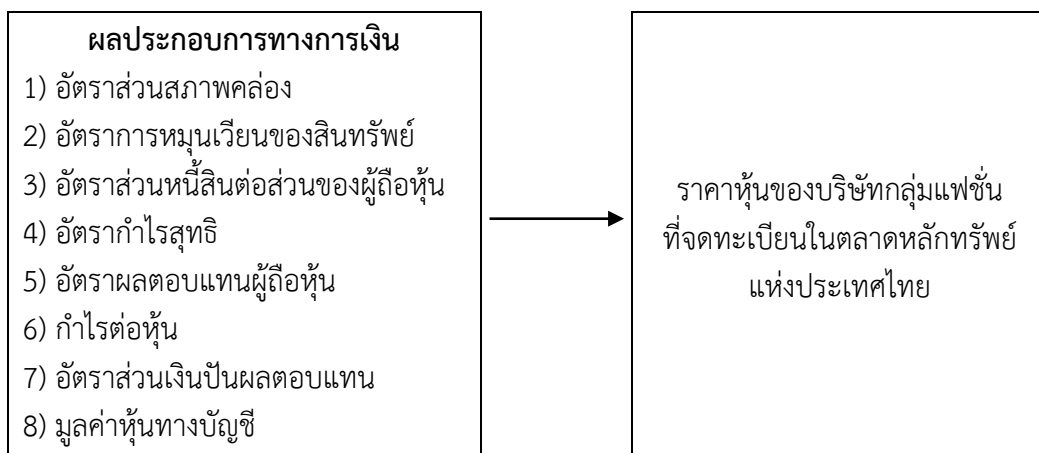 ผลประกอบการทางการเงิน
1) อัตราส่วนสภาพคล่อง
2) อัตราการหมุนเวียนของสินทรัพย์
3) อัตราส่วนหนี้สินต่อส่วนของผู้ถือหุ้น
4) อัตรากำไรสุทธิ
5) อัตราผลตอบแทนผู้ถือหุ้น
6) กำไรต่อหุ้น
7) อัตราส่วนเงินปันผลตอบแทน
8) มูลค่าหุ้นทางบัญชี
ราคาหุ้นของบริษัทกลุ่มแฟชั่น
ที่จดทะเบียนในตลาดหลักทรัพย์
แห่งประเทศไทย